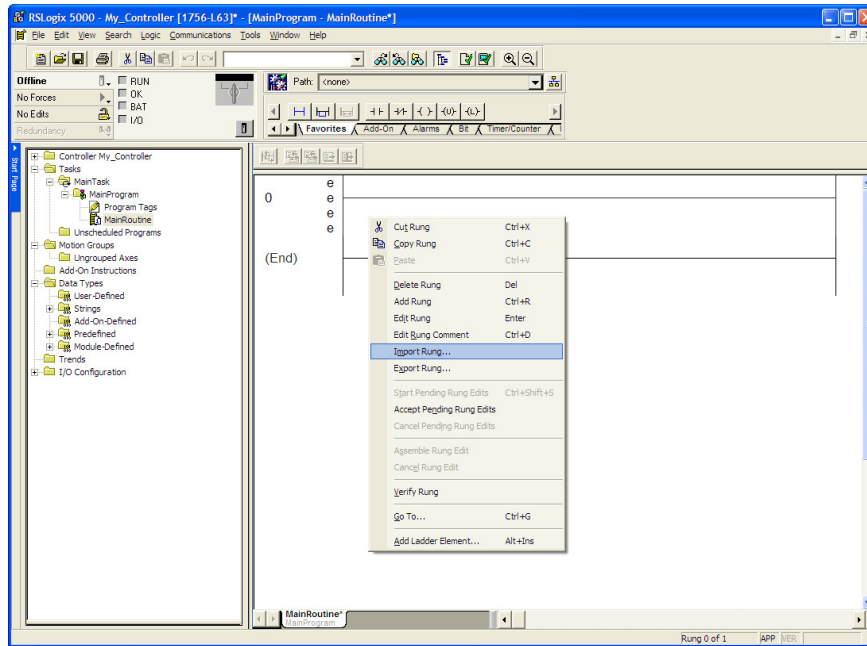 RSLogix 5000 - My_Controller [1756-L63]* - [MainProgram - MainRoutine*]
File Edit View Search Logic Communications Tools Window Help
Offline
RUN
No Forces
OK
No Edits
BAT
Redundancy
I/O
Path: <none>
Favorites Add-On Alarms Bit Timer/Counter
Start Page
Controller My_Controller
Tasks
MainTask
MainProgram
Program Tags
MainRoutine
Unscheduled Programs
Motion Groups
Ungrouped Axes
Add-On Instructions
Data Types
User-Defined
Strings
Add-On-Defined
Predefined
Module-Defined
Trends
I/O Configuration
e
0 e
e
e
(End)
Cut Rung Ctrl+X
Copy Rung Ctrl+C
Paste Ctrl+V
Delete Rung Del
Add Rung Ctrl+R
Edit Rung Enter
Edit Rung Comment Ctrl+D
Import Rung...
Export Rung...
Start Pending Rung Edits Ctrl+Shift+S
Accept Pending Rung Edits
Cancel Pending Rung Edits
Assemble Rung Edit
Cancel Rung Edit
Verify Rung
Go To... Ctrl+G
Add Ladder Element... Alt+Ins
MainRoutine*
MainProgram
Rung 0 of 1 APP VER